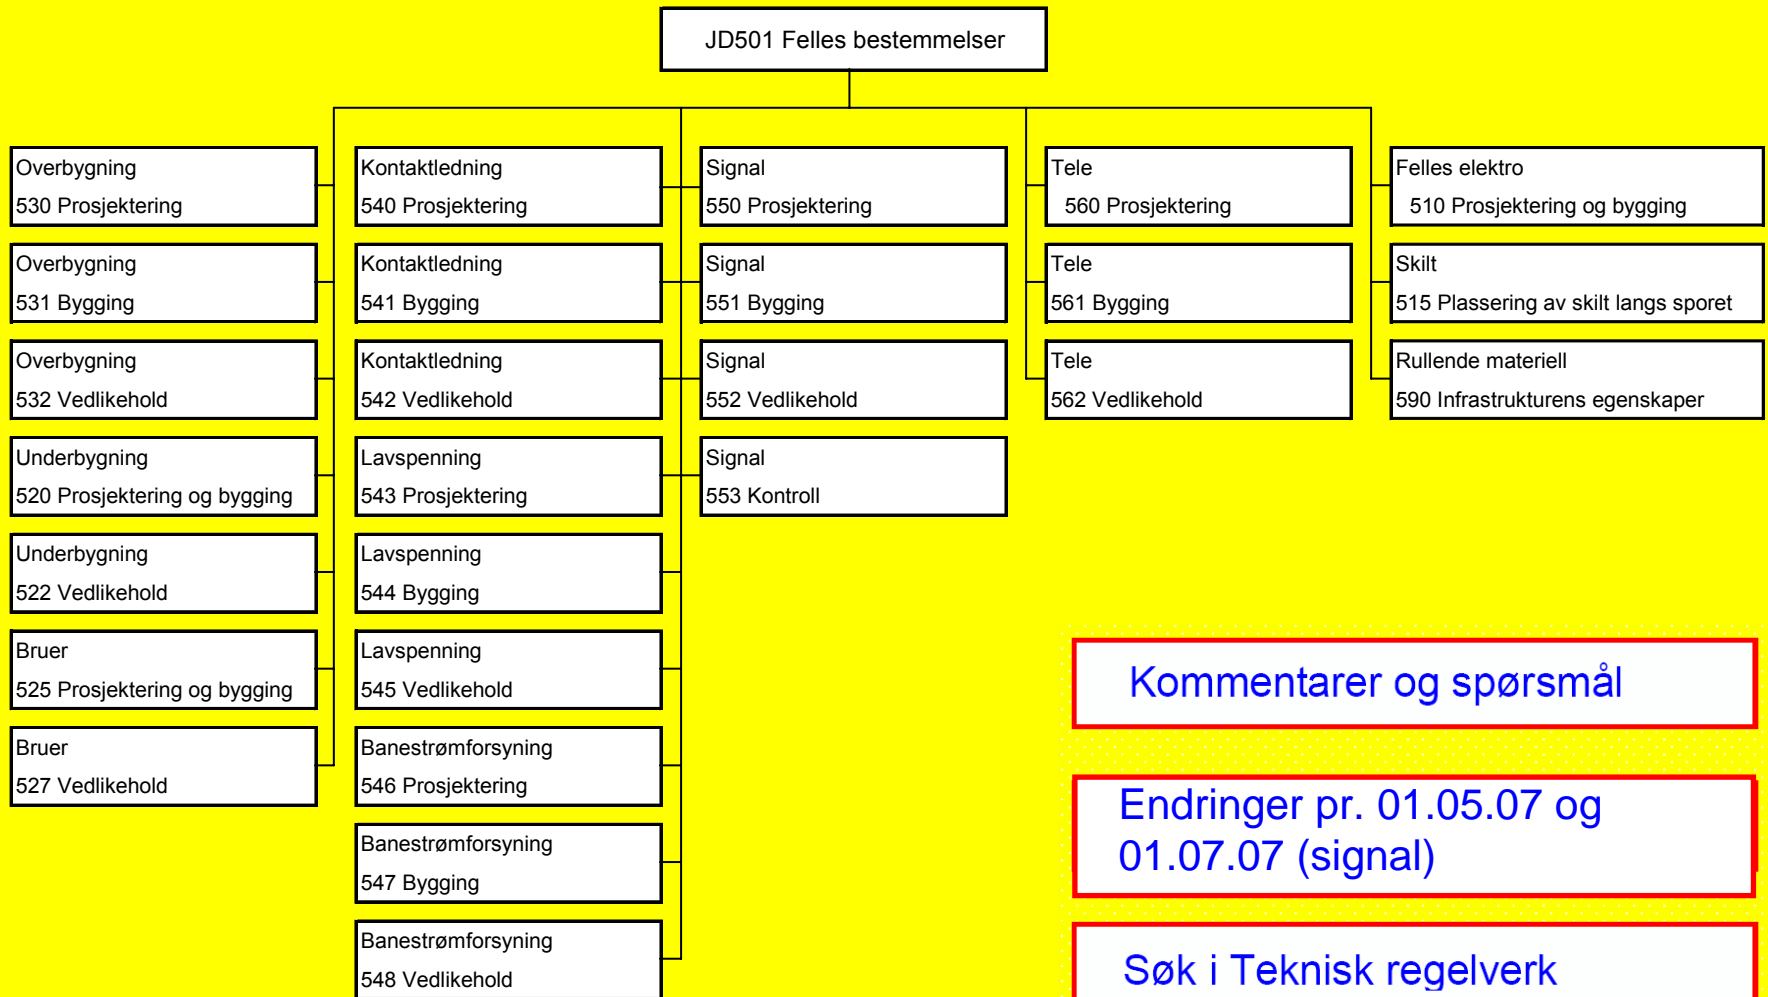 JD501 Felles bestemmelser
Overbygning
530 Prosjektering
Overbygning
531 Bygging
Overbygning
532 Vedlikehold
Underbygning
520 Prosjektering og bygging
Underbygning
522 Vedlikehold
Bruer
525 Prosjektering og bygging
Bruer
527 Vedlikehold
Kontaktledning
540 Prosjektering
Kontaktledning
541 Bygging
Kontaktledning
542 Vedlikehold
Lavspenning
543 Prosjektering
Lavspenning
544 Bygging
Lavspenning
545 Vedlikehold
Banestrømforsyning
546 Prosjektering
Banestrømforsyning
547 Bygging
Banestrømforsyning
548 Vedlikehold
Signal
550 Prosjektering
Signal
551 Bygging
Signal
552 Vedlikehold
Signal
553 Kontroll
Tele
560 Prosjektering
Tele
561 Bygging
Tele
562 Vedlikehold
Felles elektro
510 Prosjektering og bygging
Skilt
515 Plassering av skilt langs sporet
Rullende materiell
590 Infrastrukturens egenskaper
Kommentarer og spørsmål
Endringer pr. 01.05.07 og
01.07.07 (signal)
Søk i Teknisk regelverk